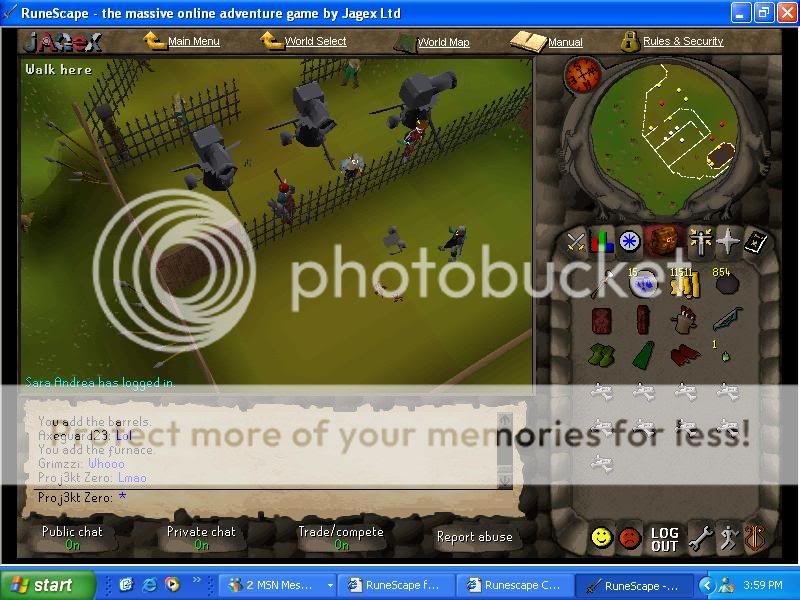 RuneScape - the massive online adventure game by Jagex Ltd
JAGEX
Main Menu
World Select
World Map
Manual
Rules & Security
Walk here
15
11511
854
1
photobucket
Sara Andrea has logged in.
Protect more of your memories for less!
You add the barrels.
Axeguard23: Lol
You add the furnace.
Grimzzi: Whooo
Proj3kt Zero: Lmao
Proj3kt Zero: *
Public chat
On
Private chat
On
Trade/compete
On
Report abuse
LOG
OUT
start
2 MSN Mes...
RuneScape f...
Runescape C...
RuneScape -...
3:59 PM